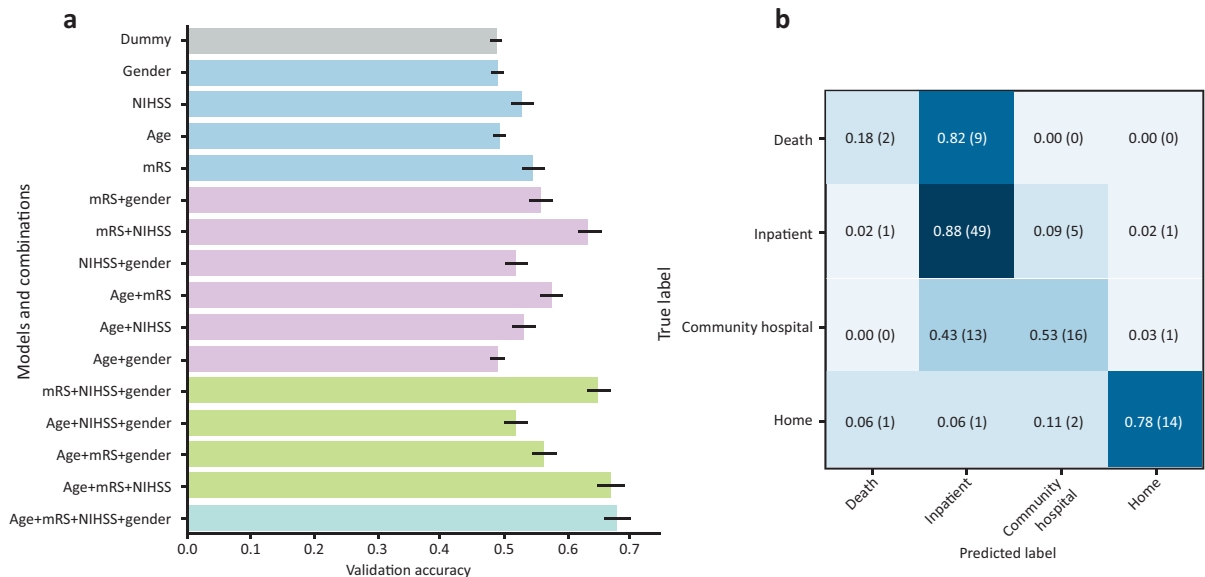 a
Models and combinations
Dummy
Gender
NIHSS
Age
mRS
mRS+gender
mRS+NIHSS
NIHSS+gender
Age+mRS
Age+NIHSS
Age+gender
mRS+NIHSS+gender
Age+NIHSS+gender
Age+mRS+gender
Age+mRS+NIHSS
Age+mRS+NIHSS+gender
0.0 0.1 0.2 0.3 0.4 0.5 0.6 0.7
Validation accuracy
b
True label
Death 0.18 (2) 0.82 (9) 0.00 (0) 0.00 (0)
Inpatient 0.02 (1) 0.88 (49) 0.09 (5) 0.02 (1)
Community hospital 0.00 (0) 0.43 (13) 0.53 (16) 0.03 (1)
Home 0.06 (1) 0.06 (1) 0.11 (2) 0.78 (14)
Death
Inpatient
Community
hospital
Home
Predicted label